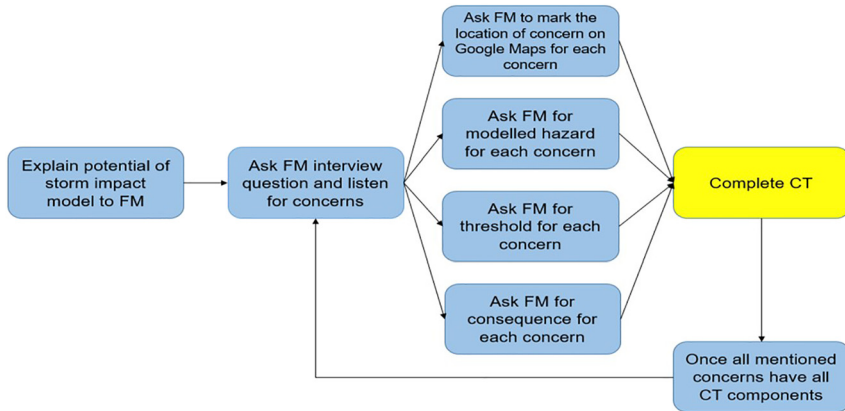 Explain potential of
storm impact
model to FM
Ask FM interview
question and listen
for concerns
Ask FM to mark the
location of concern on
Google Maps for each
concern
Ask FM for
modelled hazard
for each concern
Ask FM for
threshold for each
concern
Ask FM for
consequence for
each concern
Complete CT
Once all mentioned
concerns have all
CT components